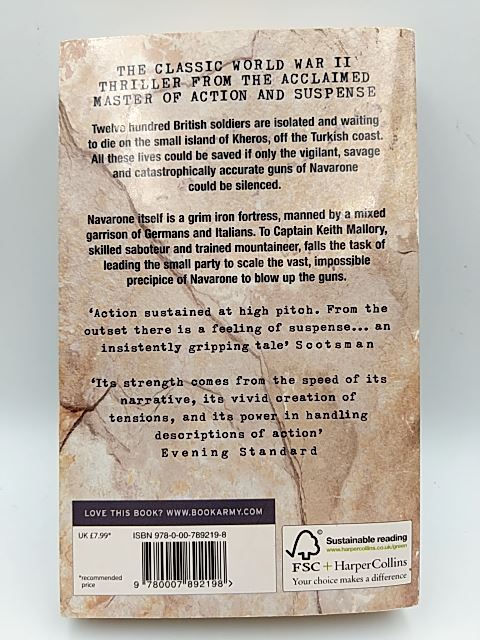 THE CLASSIC WORLD WAR II
THRILLER FROM THE ACCLAIMED
MASTER OF ACTION AND SUSPENSE
Twelve hundred British soldiers are isolated and waiting
to die on the small island of Kheros, off the Turkish coast.
All these lives could be saved if only the vigilant, savage
and catastrophically accurate guns of Navarone
could be silenced.
Navarone itself is a grim iron fortress, manned by a mixed
garrison of Germans and Italians. To Captain Keith Mallory,
skilled saboteur and trained mountaineer, falls the task of
leading the small party to scale the vast, impossible
precipice of Navarone to blow up the guns.
‘Action sustained at high pitch. From the
outset there is a feeling of suspense... an
insistently gripping tale’ Scotsman
‘Its strength comes from the speed of its
narrative, its vivid creation of
tensions, and its power in handling
descriptions of action’
Evening Standard
LOVE THIS BOOK? WWW.BOOKARMY.COM
UK £7.99*
ISBN 978-0-00-789219-8
*recommended
price
9 780007 892198 >
©
Sustainable reading
www.harpercollins.co.uk/green
FSC + HarperCollins
Your choice makes a difference